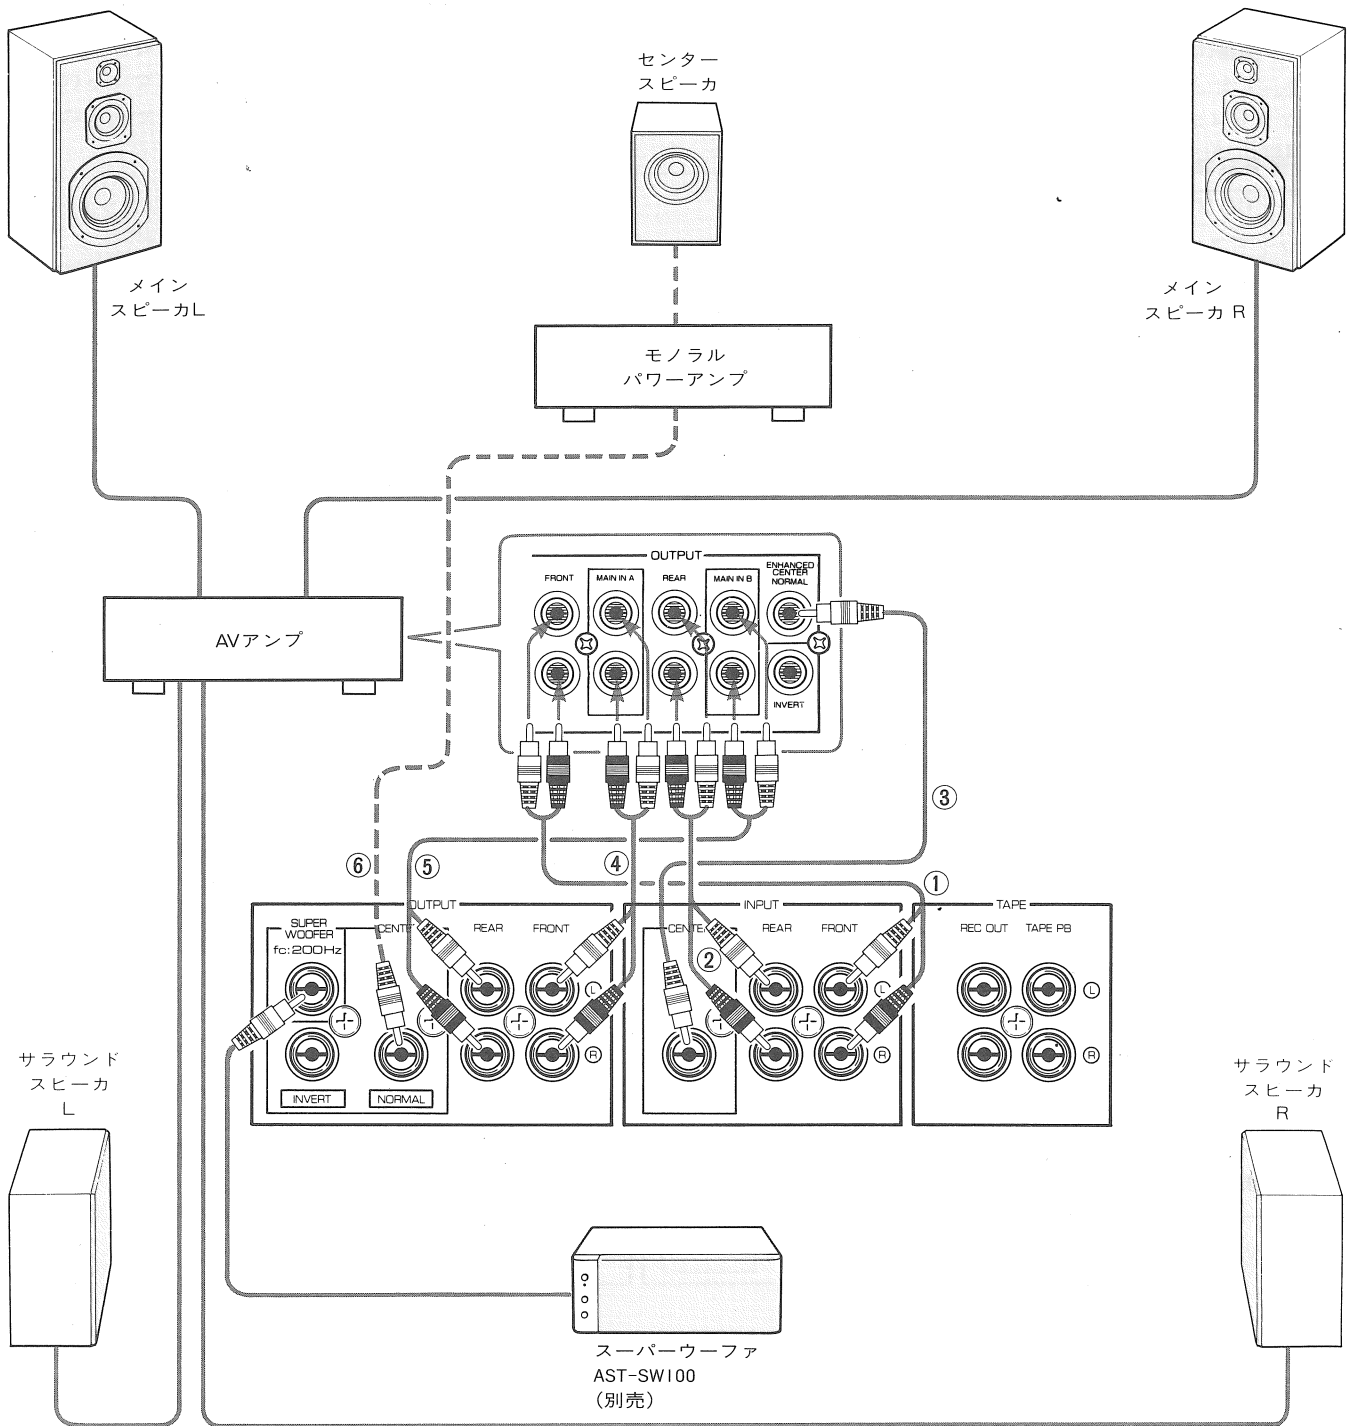 センター
スピーカ
メイン
スピーカL
メイン
スピーカ R
モノラル
パワーアンプ
AVアンプ
OUTPUT
FRONT
MAIN IN A
REAR
MAIN IN B
ENHANCED
CENTER
NORMAL
INVERT
③
⑥
⑤
④
①
②
OUTPUT
SUPER
WOOFER
fc:200Hz
CENTE
REAR
FRONT
L
R
INVERT
NORMAL
INPUT
CENTER
REAR
FRONT
L
R
TAPE
REC OUT
TAPE PB
L
R
サラウンド
スヒーカ
L
サラウンド
スヒーカ
R
スーパーウーファ
AST-SW100
(別売)